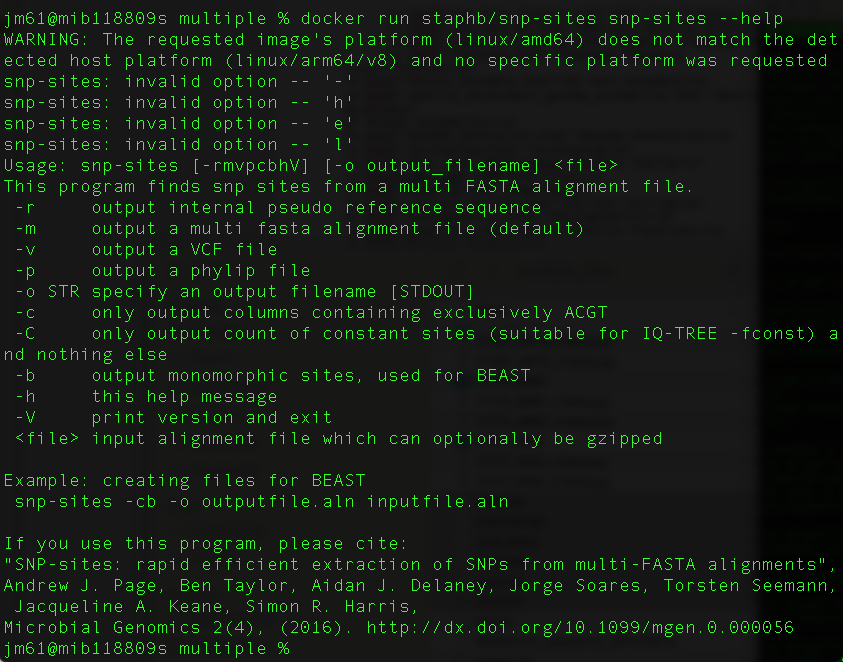 jm61@mib118809s multiple % docker run staphb/snp-sites snp-sites --help
WARNING: The requested image's platform (linux/amd64) does not match the det
ected host platform (linux/arm64/v8) and no specific platform was requested
snp-sites: invalid option -- '-'
snp-sites: invalid option -- 'h'
snp-sites: invalid option -- 'e'
snp-sites: invalid option -- 'l'
Usage: snp-sites [-rmvpcbhV] [-o output_filename] <file>
This program finds snp sites from a multi FASTA alignment file.
 -r     output internal pseudo reference sequence
 -m     output a multi fasta alignment file (default)
 -v     output a VCF file
 -p     output a phylip file
 -o STR specify an output filename [STDOUT]
 -c     only output columns containing exclusively ACGT
 -C     only output count of constant sites (suitable for IQ-TREE -fconst) a
nd nothing else
 -b     output monomorphic sites, used for BEAST
 -h     this help message
 -V     print version and exit
 <file> input alignment file which can optionally be gzipped

Example: creating files for BEAST
 snp-sites -cb -o outputfile.aln inputfile.aln

If you use this program, please cite:
"SNP-sites: rapid efficient extraction of SNPs from multi-FASTA alignments",
Andrew J. Page, Ben Taylor, Aidan J. Delaney, Jorge Soares, Torsten Seemann,
 Jacqueline A. Keane, Simon R. Harris,
Microbial Genomics 2(4), (2016). http://dx.doi.org/10.1099/mgen.0.000056
jm61@mib118809s multiple %